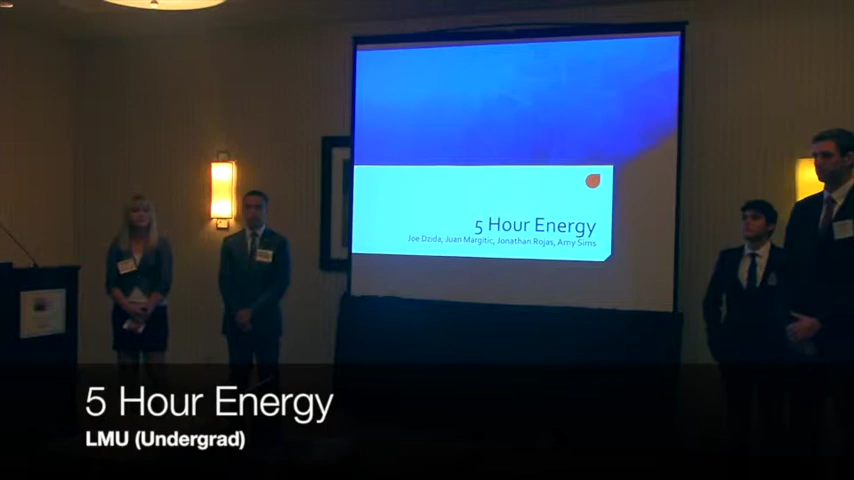 5 Hour Energy
Joe Dzida, Juan Margitic, Jonathan Rojas, Amy Sims
5 Hour Energy
LMU (Undergrad)